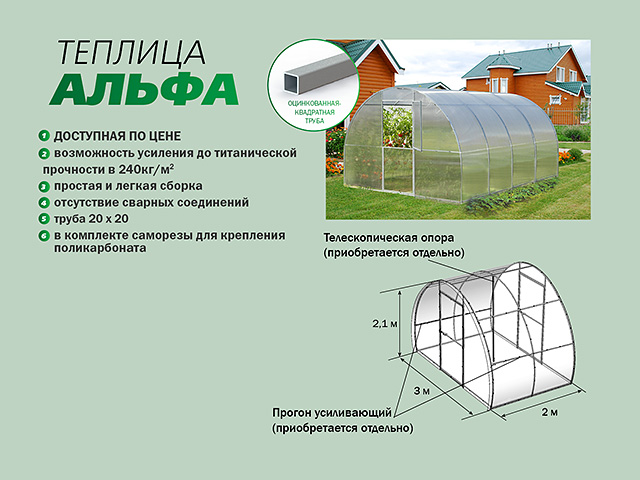 ТЕПЛИЦА
АЛЬФА
ОЦИНКОВАННАЯ-
КВАДРАТНАЯ
ТРУБА
1 ДОСТУПНАЯ ПО ЦЕНЕ
2 возможность усиления до титанической
прочности в 240кг/м²
3 простая и легкая сборка
4 отсутствие сварных соединений
5 труба 20 х 20
6 в комплекте саморезы для крепления
поликарбоната
Телескопическая опора
(приобретается отдельно)
2,1 м
3 м
2 м
Прогон усиливающий
(приобретается отдельно)